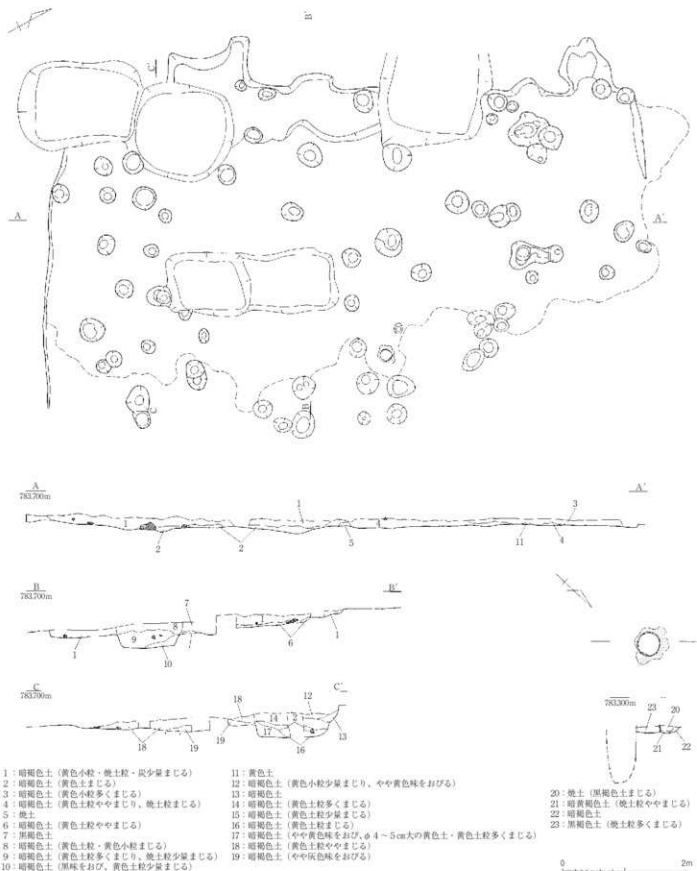 B'
C'
A
A'
B
C
A
783.700m
A'
1
3
1
2
2
5
11
4
B
783.700m
B'
7
8
9
1
10
6
1
C
783.700m
C'
12
18
14
2
17
13
18
19
19
16
783.300m
23
20
21
22
1：暗褐色土（黄色小粒・焼土粒・炭少量まじる）
2：暗褐色土（黄色土まじる）
3：暗褐色土（黄色小粒多くまじる）
4：暗褐色土（黄色土粒ややまじり、焼土粒まじる）
5：焼土
6：暗褐色土（黄色土粒ややまじる）
7：黒褐色土
8：暗褐色土（黄色土粒・黄色小粒まじる）
9：暗褐色土（黄色土粒多くまじり、焼土粒少量まじる）
10：暗褐色土（黒味をおび、黄色土粒少量まじる）
11：黄色土
12：暗褐色土（黄色小粒少量まじり、やや黄色味をおびる）
13：暗褐色土
14：暗褐色土（黄色土粒多くまじる）
15：暗褐色土（黄色土粒少量まじる）
16：暗褐色土（黄色土粒まじる）
17：暗褐色土（やや黄色味をおび、φ4～5㎝大の黄色土・黄色土粒多くまじる）
18：暗褐色土（黄色土粒ややまじる）
19：暗褐色土（やや灰色味をおびる）
20：焼土（黒褐色土まじる）
21：暗黄褐色土（焼土粒ややまじる）
22：暗褐色土
23：黒褐色土（焼土粒多くまじる）
0
2m